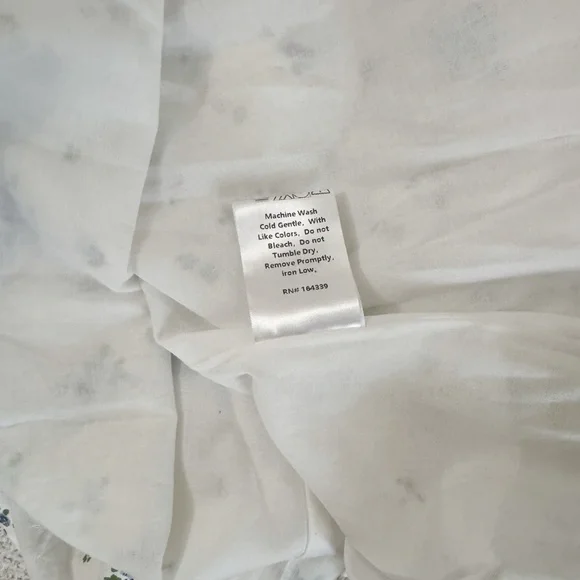 Machine Wash
Cold Gentle, With
Like Colors, Do not
Bleach, Do not
Tumble Dry,
Remove Promptly,
iron Low,
RN# 164339